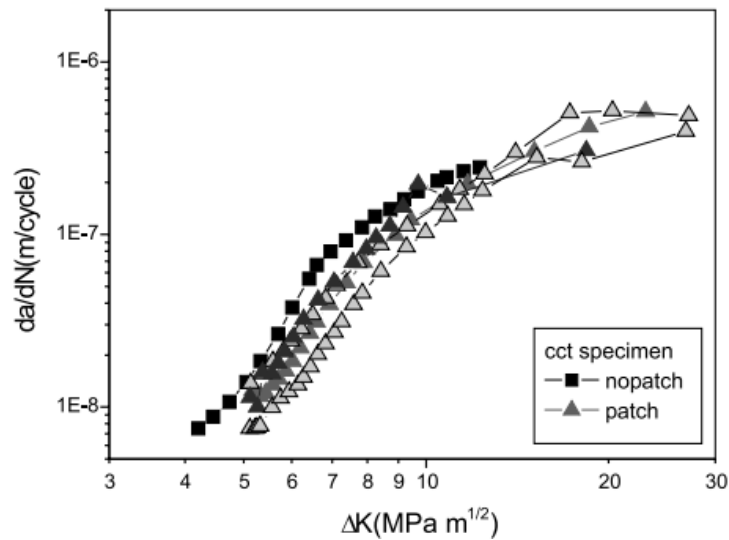 1E-6
1E-7
1E-8
da/dN(m/cycle)
cct specimen
nopatch
patch
3 4 5 6 7 8 9 10 20 30
ΔK(MPa m^1/2)